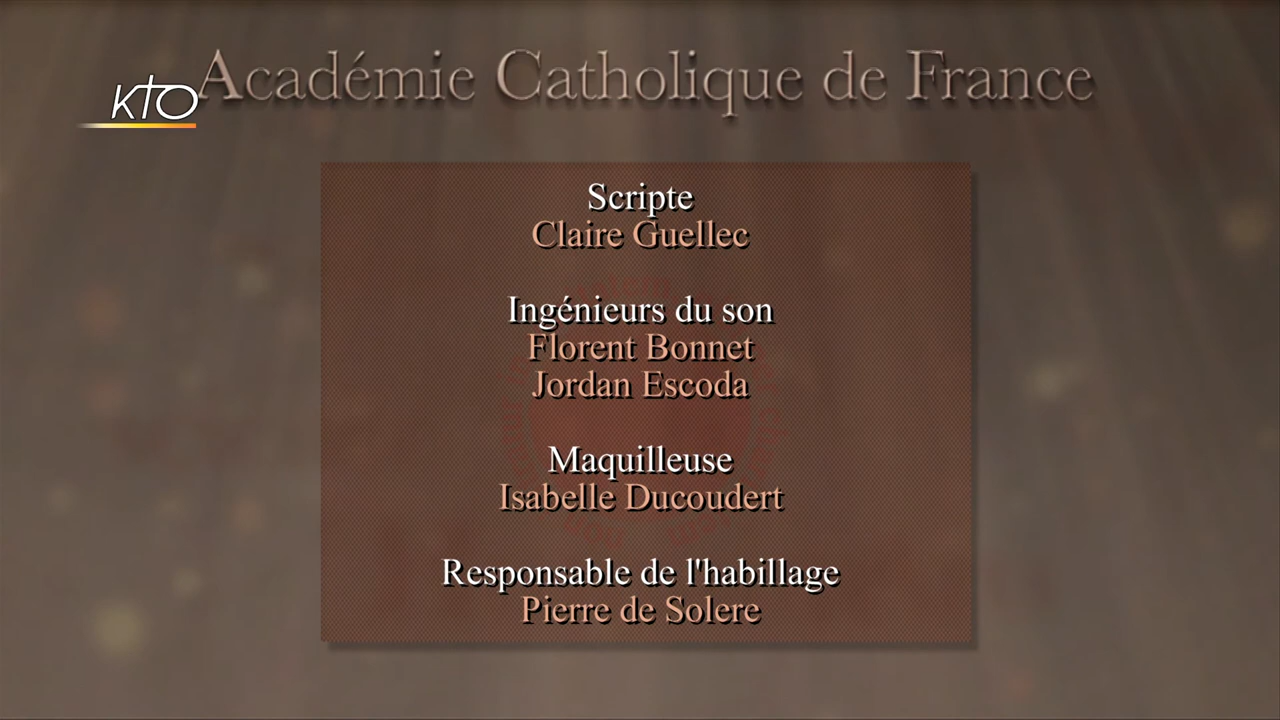 Académie Catholique de France
KTO
Scripte
Claire Guellec
Ingénieurs du son
Florent Bonnet
Jordan Escoda
Maquilleuse
Isabelle Ducoudert
Responsable de l'habillage
Pierre de Solere